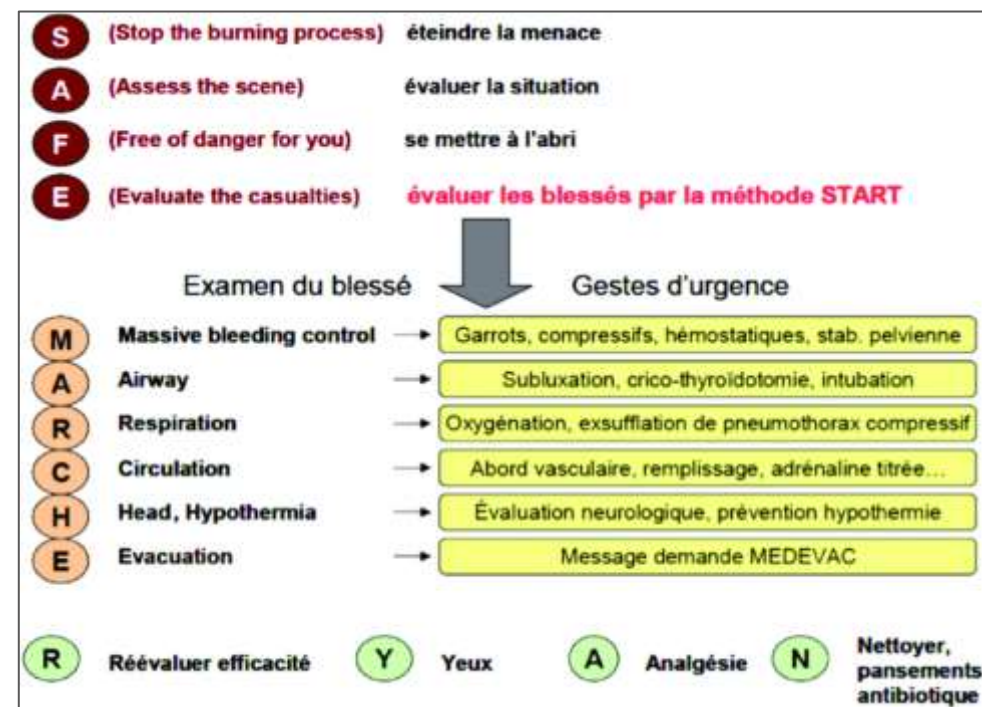 S (Stop the burning process) éteindre la menace
A (Assess the scene) évaluer la situation
F (Free of danger for you) se mettre à l'abri
E (Evaluate the casualties) évaluer les blessés par la méthode START
Examen du blessé Gestes d'urgence
M Massive bleeding control Garrots, compressifs, hémostatiques, stab. pelvienne
A Airway Subluxation, crico-thyroïdotomie, intubation
R Respiration Oxygénation, exsufflation de pneumothorax compressif
C Circulation Abord vasculaire, remplissage, adrénaline titrée…
H Head, Hypothermia Évaluation neurologique, prévention hypothermie
E Evacuation Message demande MEDEVAC
R Réévaluer efficacité Y Yeux A Analgésie N Nettoyer,
pansements
antibiotique